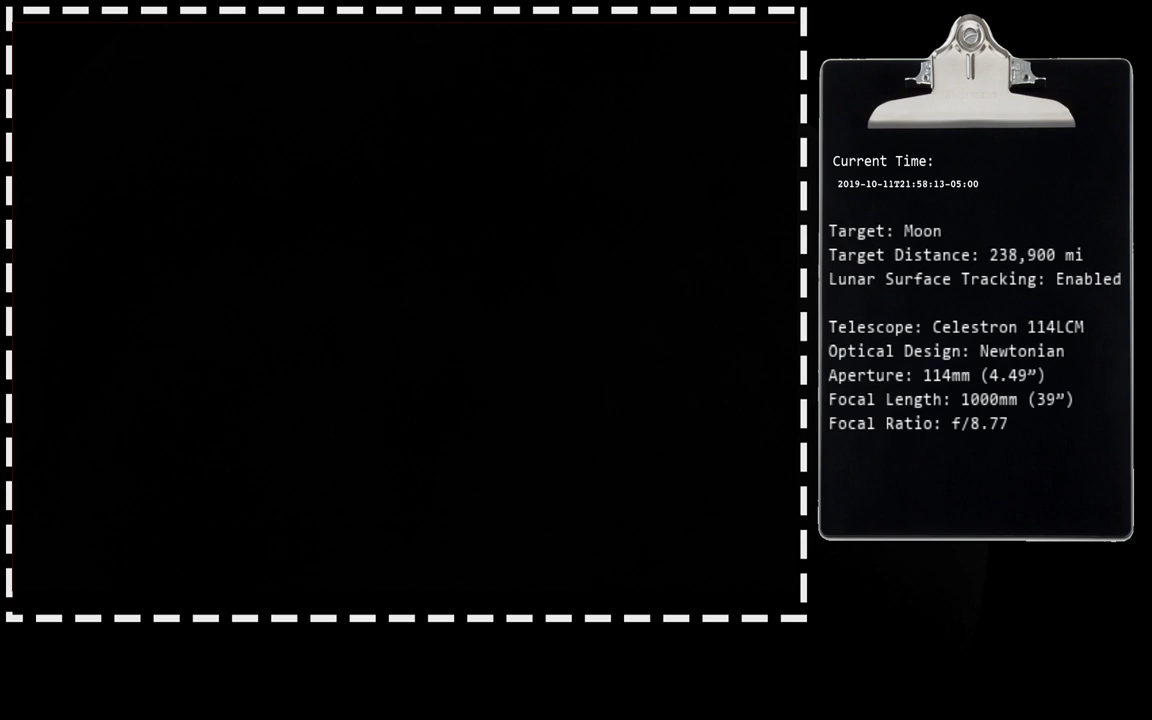 Current Time:
2019-10-11T21:58:13-05:00
Target: Moon
Target Distance: 238,900 mi
Lunar Surface Tracking: Enabled
Telescope: Celestron 114LCM
Optical Design: Newtonian
Aperture: 114mm (4.49”)
Focal Length: 1000mm (39”)
Focal Ratio: f/8.77